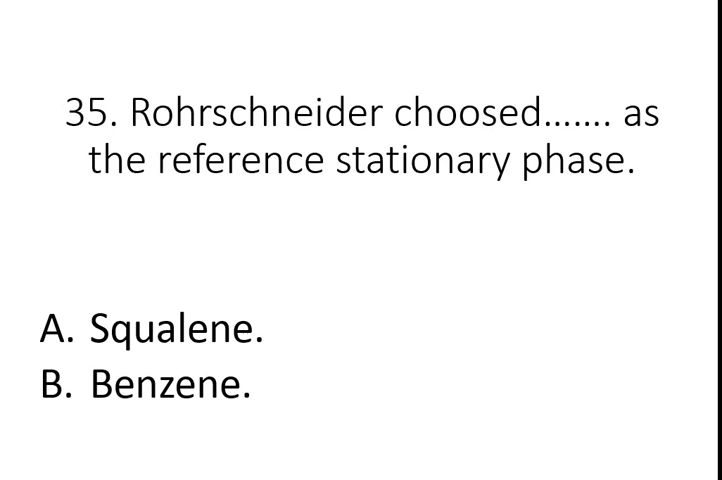 35. Rohrschneider choosed....... as
the reference stationary phase.
A. Squalene.
B. Benzene.